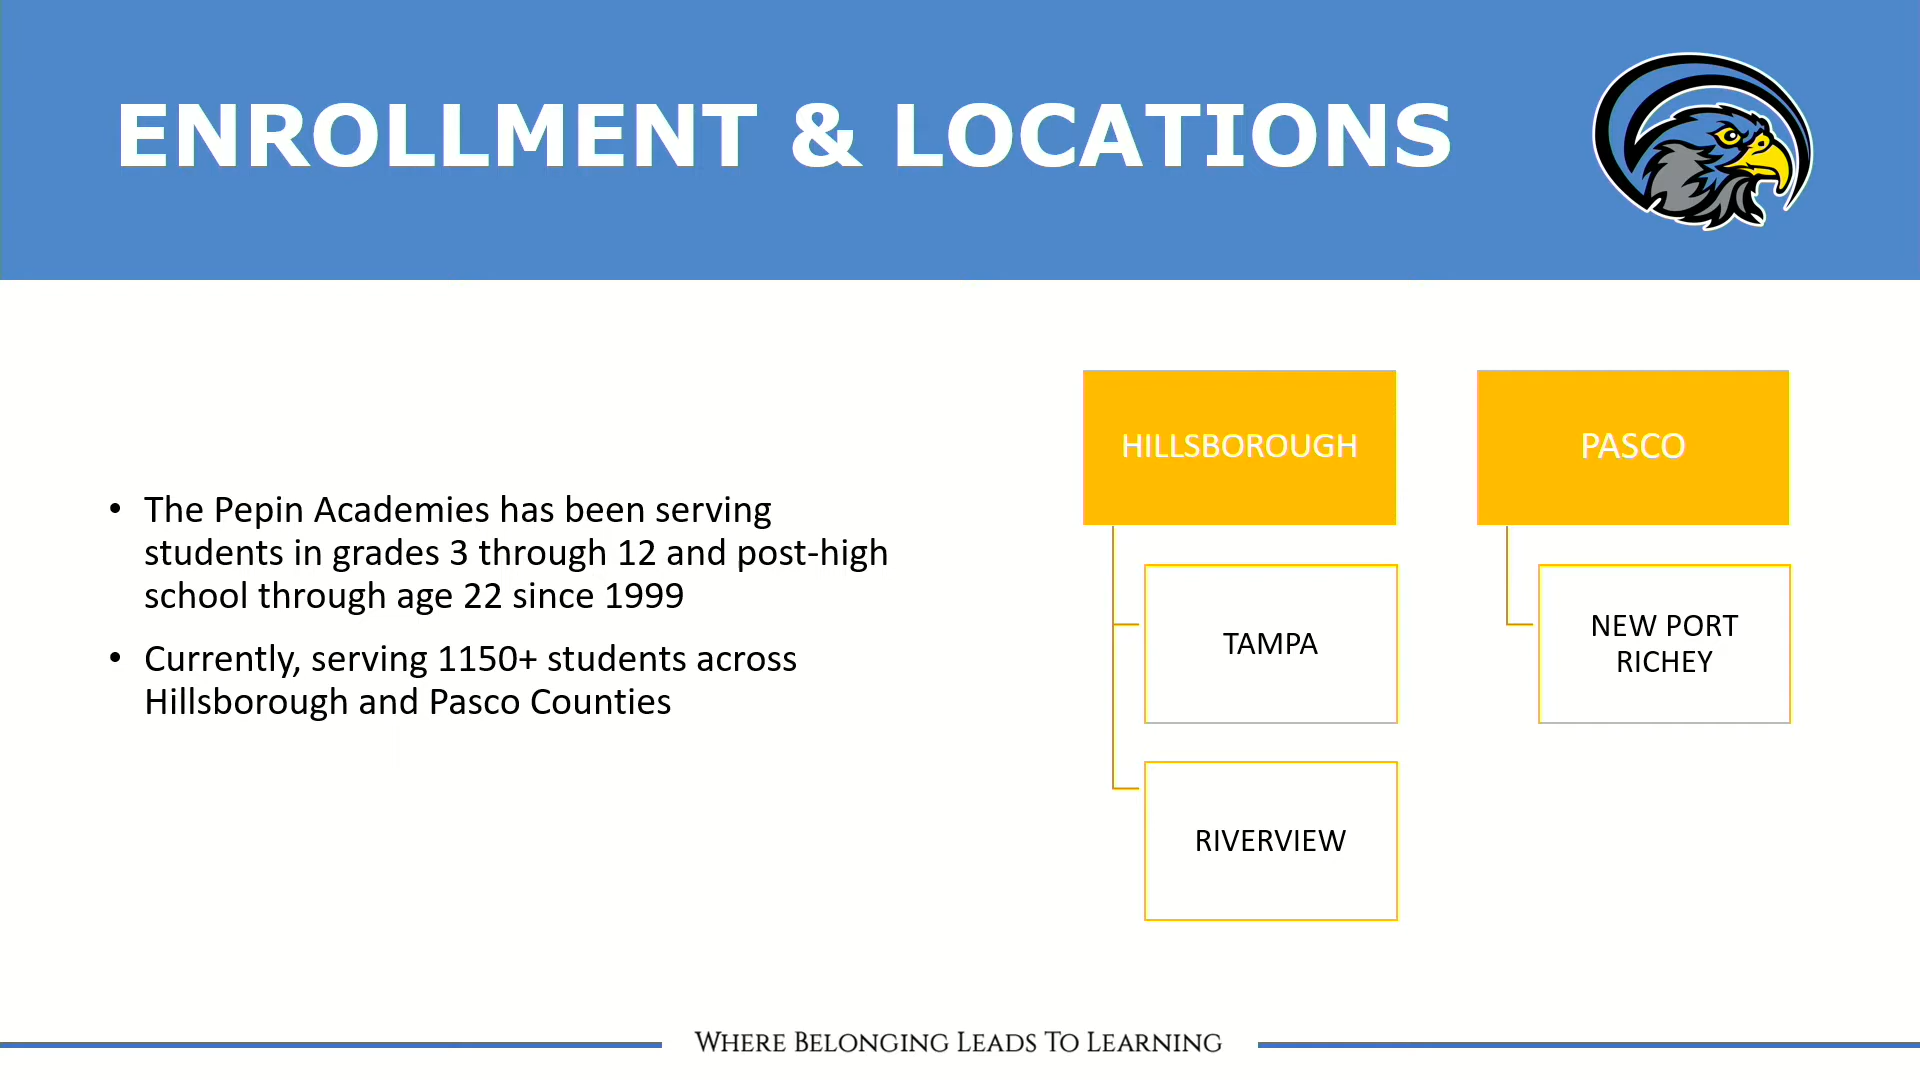 ENROLLMENT & LOCATIONS
• The Pepin Academies has been serving
students in grades 3 through 12 and post-high
school through age 22 since 1999
• Currently, serving 1150+ students across
Hillsborough and Pasco Counties
HILLSBOROUGH
TAMPA
RIVERVIEW
PASCO
NEW PORT
RICHEY
WHERE BELONGING LEADS TO LEARNING